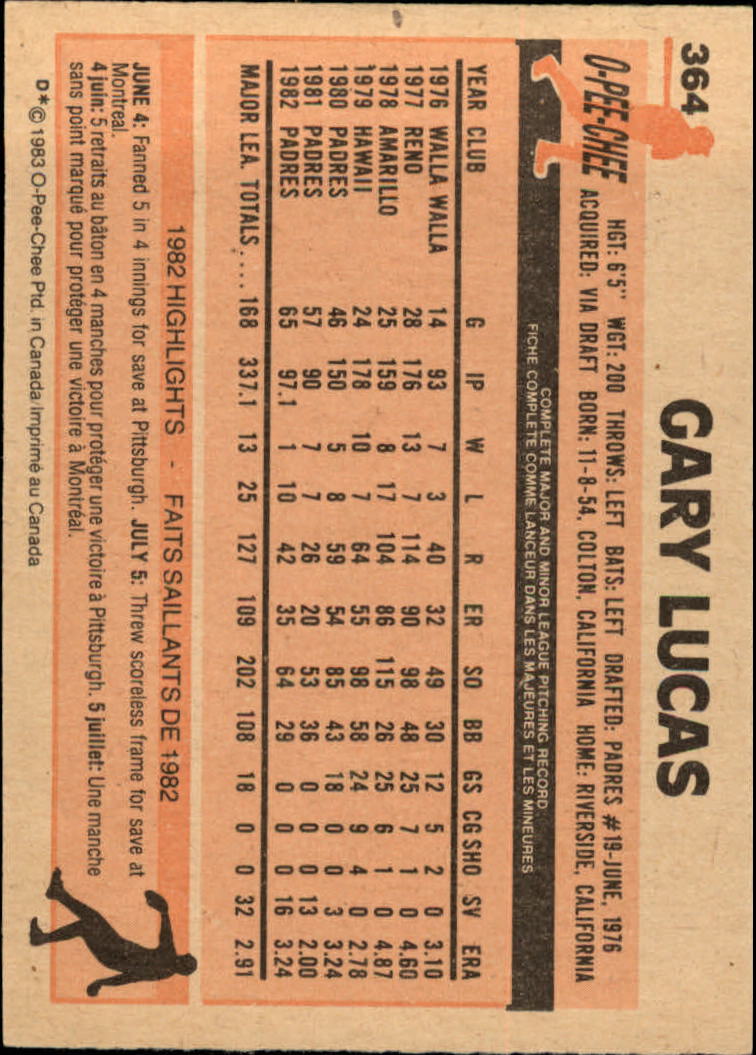 364
GARY LUCAS
O-PEE-CHEE
HGT: 6'5" WGT: 200 THROWS: LEFT BATS: LEFT DRAFTED: PADRES #19-JUNE, 1976
ACQUIRED: VIA DRAFT BORN: 11-8-54, COLTON, CALIFORNIA HOME: RIVERSIDE, CALIFORNIA
COMPLETE MAJOR AND MINOR LEAGUE PITCHING RECORD
FICHE COMPLETE COMME LANCEUR DANS LES MAJEURES ET LES MINEURES
YEAR CLUB G IP W L R ER SO BB GS CG SHO SV ERA
1976 WALLA WALLA 14 93 7 3 40 32 49 30 12 5 2 0 3.10
1977 RENO 28 176 13 7 114 90 98 48 25 7 1 0 4.60
1978 AMARILLO 25 159 8 17 104 86 115 26 25 6 1 0 4.87
1979 HAWAII 24 178 10 7 64 55 98 58 24 9 4 0 2.78
1980 PADRES 46 150 5 8 59 54 85 43 18 0 0 3 3.24
1981 PADRES 57 90 7 7 26 20 53 36 0 0 0 13 2.00
1982 PADRES 65 97.1 1 10 42 35 64 29 0 0 0 16 3.24
MAJOR LEA. TOTALS .... 168 337.1 13 25 127 109 202 108 18 0 0 32 2.91
1982 HIGHLIGHTS - FAITS SAILLANTS DE 1982
JUNE 4: Fanned 5 in 4 innings for save at Pittsburgh. JULY 5: Threw scoreless frame for save at
Montreal.
4 juin: 5 retraits au bâton en 4 manches pour protéger une victoire à Pittsburgh. 5 juillet: Une manche
sans point marqué pour protéger une victoire à Montréal.
D* © 1983 O-Pee-Chee Ptd. in Canada/Imprimé au Canada